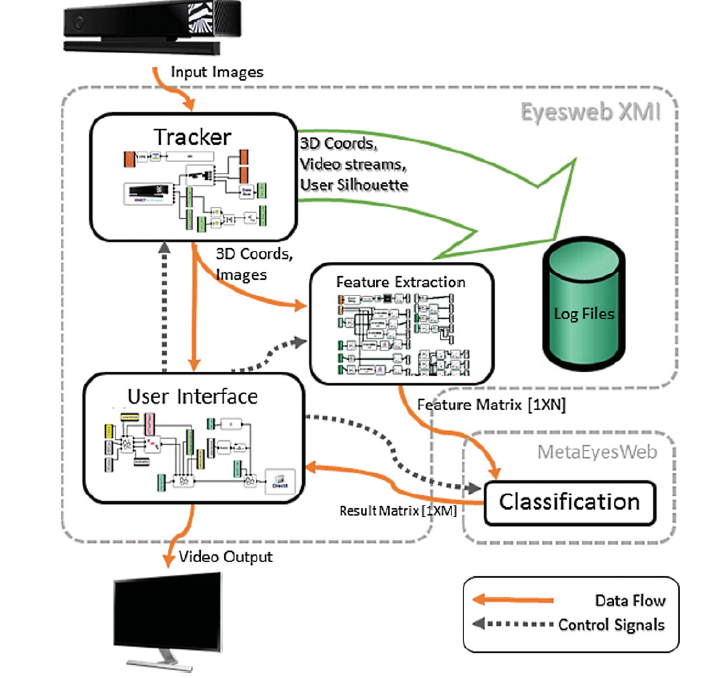 Input Images
Eyesweb XMI
Tracker
3D Coords,
Video streams,
User Silhouette
3D Coords,
Images
Feature Extraction
Log Files
User Interface
Feature Matrix [1XN]
MetaEyesWeb
DirectX
Classification
Result Matrix [1XM]
Video Output
Data Flow
Control Signals